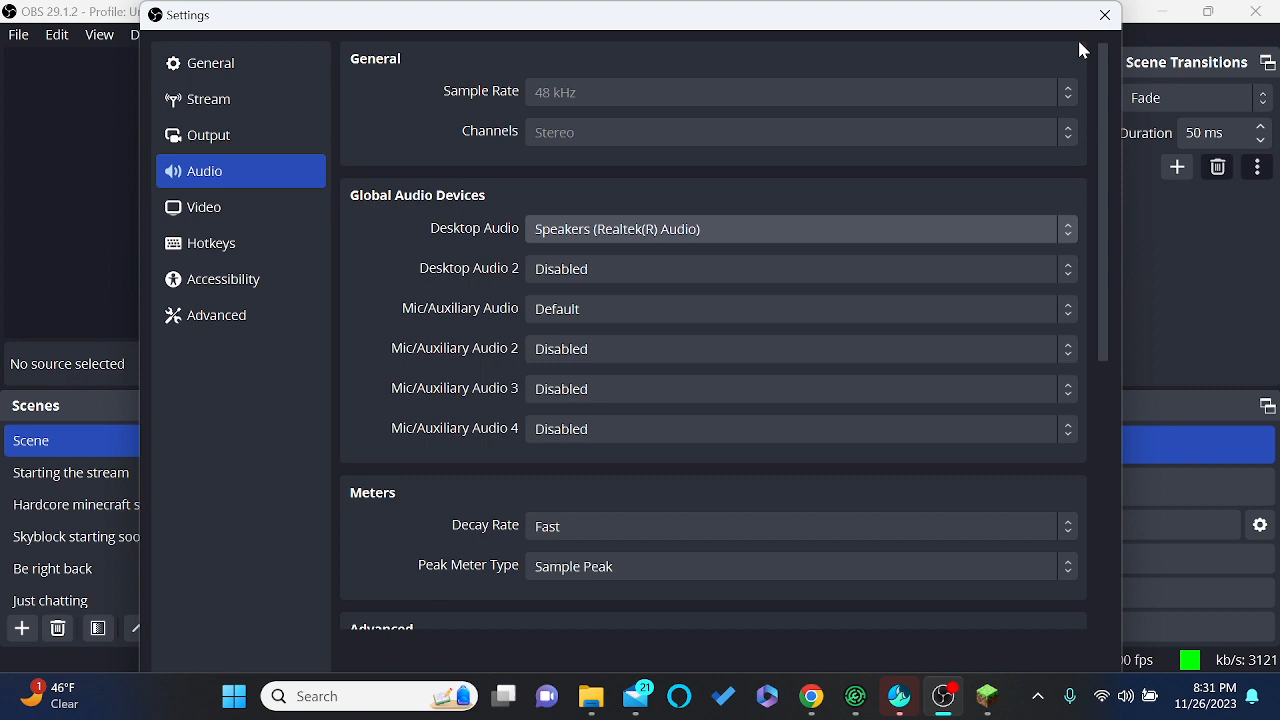 OBS 29.1.2 - Profile: Un
Settings
File Edit View D
General
Stream
Output
Audio
Video
Hotkeys
Accessibility
Advanced
General
Sample Rate 48 kHz
Channels Stereo
Global Audio Devices
Desktop Audio Speakers (Realtek(R) Audio)
Desktop Audio 2 Disabled
Mic/Auxiliary Audio Default
Mic/Auxiliary Audio 2 Disabled
Mic/Auxiliary Audio 3 Disabled
Mic/Auxiliary Audio 4 Disabled
Meters
Decay Rate Fast
Peak Meter Type Sample Peak
Advanced
Scene Transitions
Fade
Duration 50 ms
No source selected
Scenes
Scene
Starting the stream
Hardcore minecraft s
Skyblock starting soo
Be right back
Just chatting
00 fps kb/s: 3121
1
46°F
Clear
Search
21
8:31 PM
11/26/2023